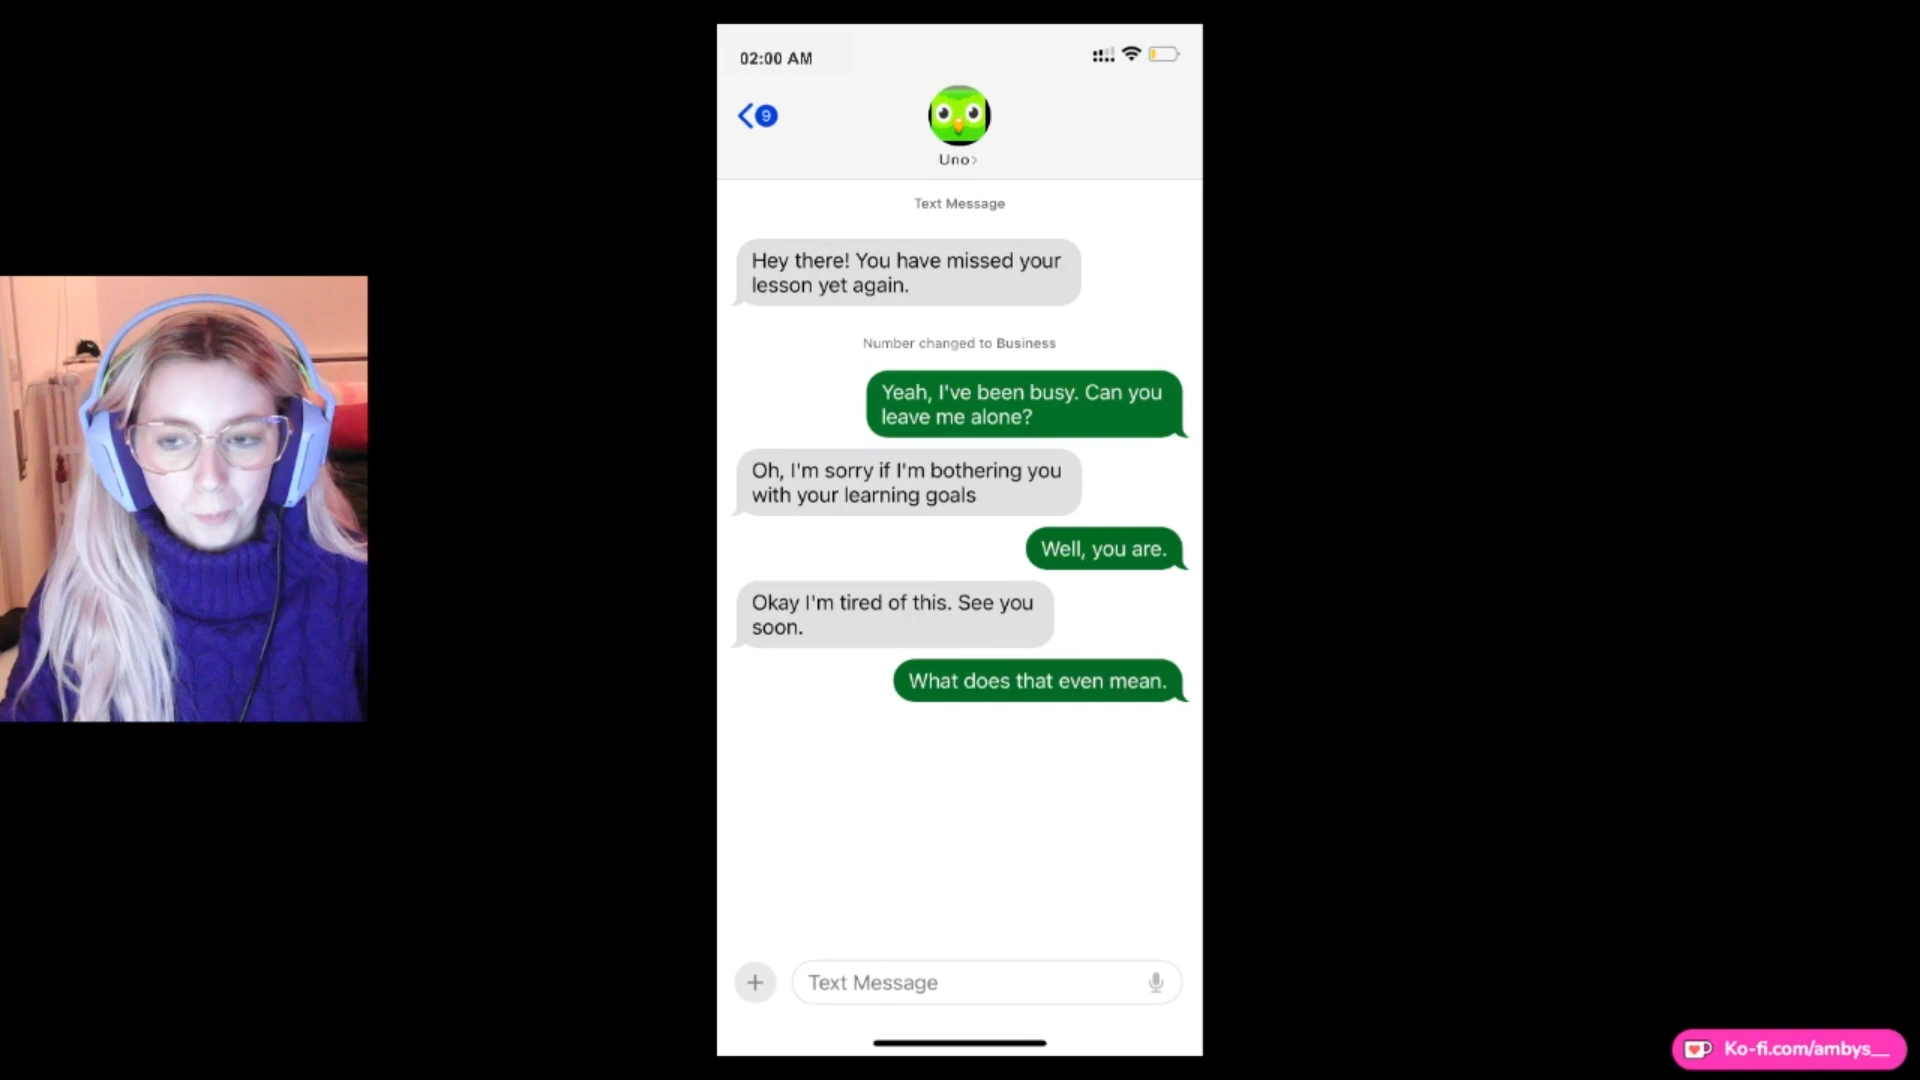 02:00 AM
9
Uno
Text Message
Hey there! You have missed your
lesson yet again.
Number changed to Business
Yeah, I've been busy. Can you
leave me alone?
Oh, I'm sorry if I'm bothering you
with your learning goals
Well, you are.
Okay I'm tired of this. See you
soon.
What does that even mean.
Text Message
Ko-fi.com/ambys__